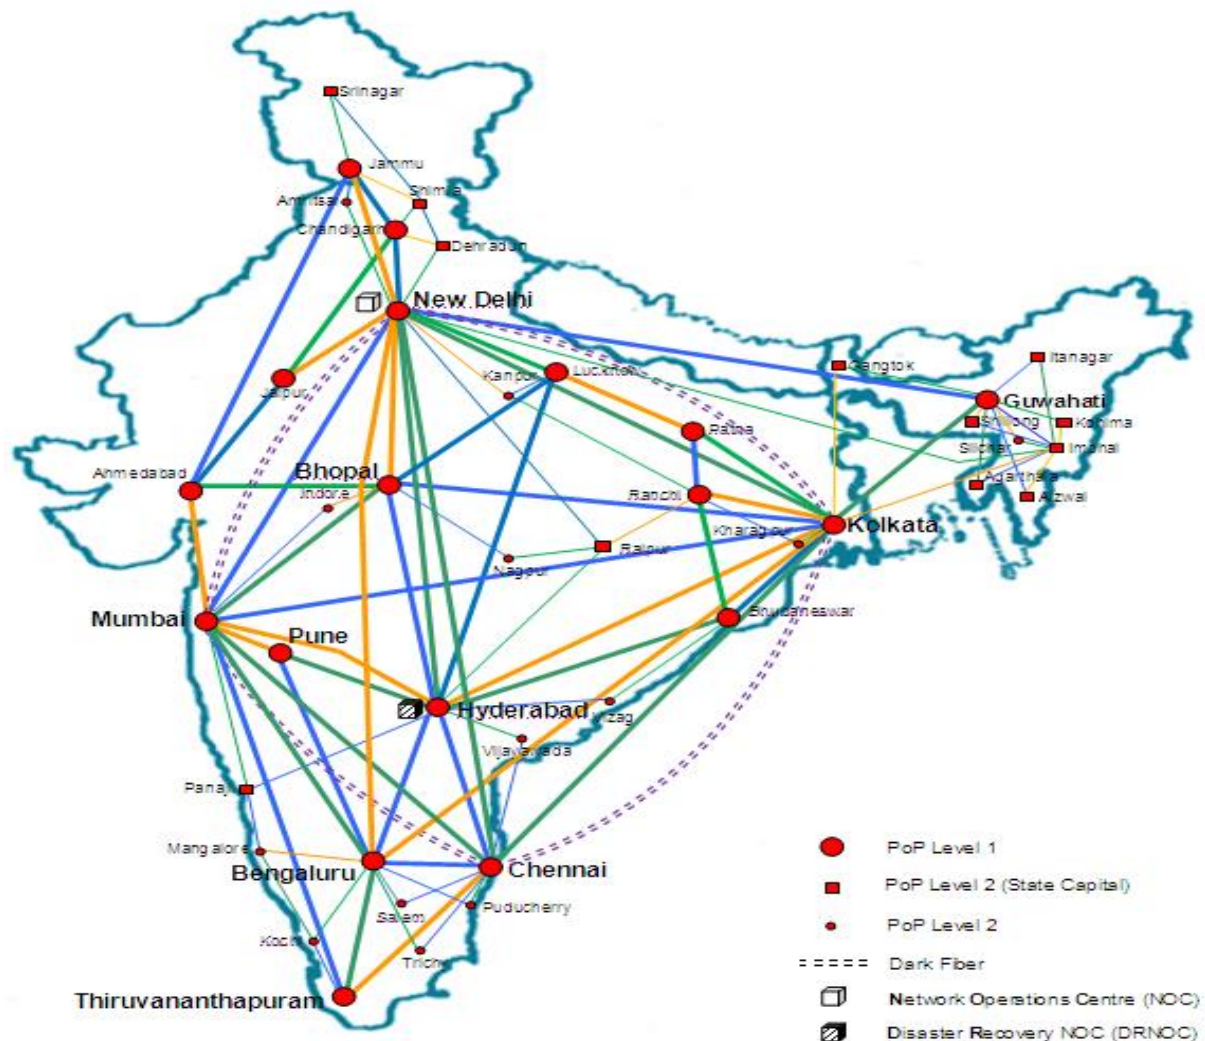 Srinagar
Jammu
Amritsar
Shimla
Chandigarh
Dehradun
New Delhi
Gangtok
Itanagar
Kanpur
Lucknow
Jaipur
Guwahati
Shillong
Kohima
Patna
Silchar
Imphal
Ahmedabad
Bhopal
Indore
Ranchi
Agarthala
Aizwal
Kharagpur
Kolkata
Raipur
Nagpur
Mumbai
Bhubaneswar
Pune
Hyderabad
Vizag
Vijayawada
Panaji
Mangalore
Bengaluru
Chennai
Salem
Puducherry
Kochi
Trichy
Thiruvananthapuram
PoP Level 1
PoP Level 2 (State Capital)
PoP Level 2
Dark Fiber
Network Operations Centre (NOC)
Disaster Recovery NOC (DRNOC)